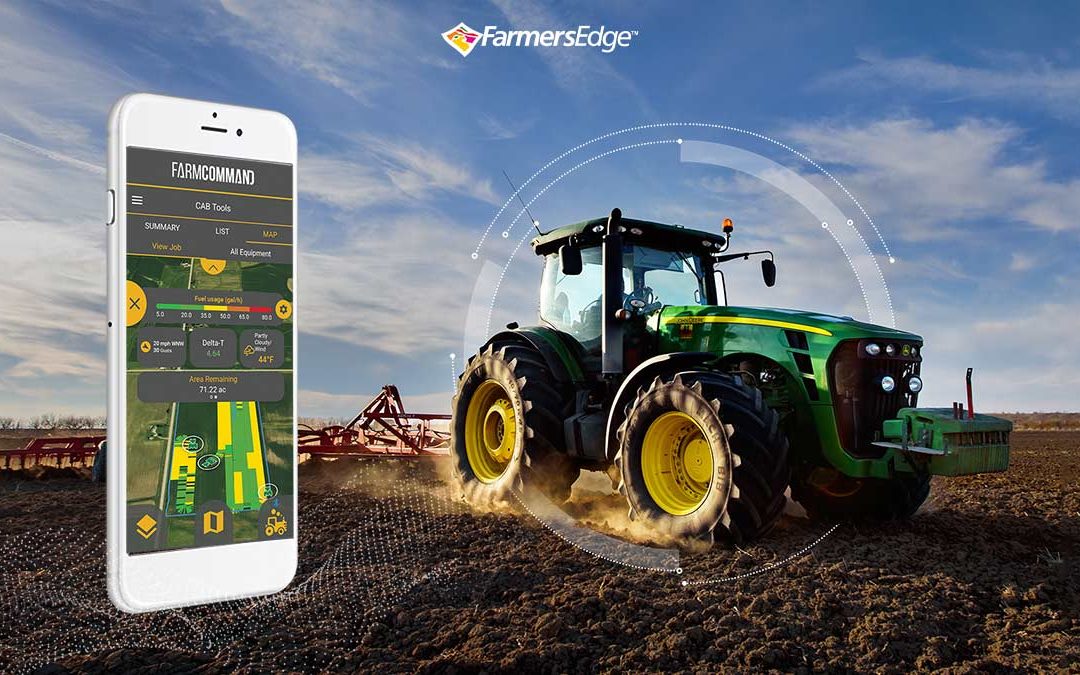 FarmersEdge™
FARMCOMMAND
CAB Tools
SUMMARY LIST MAP
View Job All Equipment
Fuel usage (gal/h)
5.0 20.0 35.0 50.0 65.0 80.0
20 mph WNW
30 Gusts
Delta-T
4.64
Partly
Cloudy/
Wind
44°F
Area Remaining
71.22 ac